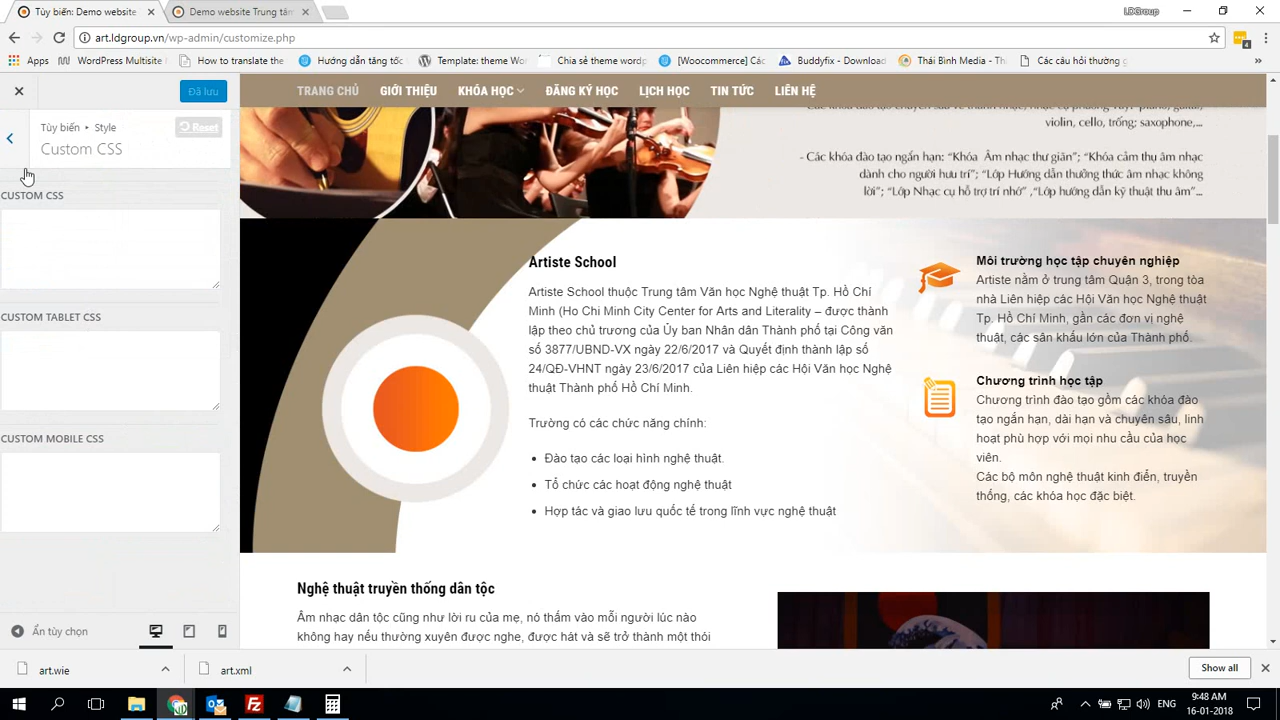 Tùy biến: Demo website
Demo website Trung tâm
LDGroup
art.ldgroup.vn/wp-admin/customize.php
4
Apps
WordPress Multisite
How to translate the
Hướng dẫn tăng tốc
Template: theme Wor
Chia sẻ theme wordp
[Woocommerce] Các
Buddyfix - Download
Thái Bình Media - Th
Các câu hỏi thường g
»
Đã lưu
TRANG CHỦ
GIỚI THIỆU
KHÓA HỌC
ĐĂNG KÝ HỌC
LỊCH HỌC
TIN TỨC
LIÊN HỆ
Tùy biến ▸ Style
Reset
Custom CSS
CUSTOM CSS
CUSTOM TABLET CSS
CUSTOM MOBILE CSS
Ẩn tùy chọn
violin, cello, trống; saxophone,...
- Các khóa đào tạo ngắn hạn: “Khóa Âm nhạc thư giãn”; “Khóa cảm thụ âm nhạc
dành cho người hưu trí”; “Lớp Hướng dẫn thưởng thức âm nhạc không
lời”; “Lớp Nhạc cụ hỗ trợ trí nhớ” ,“Lớp hướng dẫn kỹ thuật thu âm”...
Artiste School
Artiste School thuộc Trung tâm Văn học Nghệ thuật Tp. Hồ Chí
Minh (Ho Chi Minh City Center for Arts and Literality – được thành
lập theo chủ trương của Ủy ban Nhân dân Thành phố tại Công văn
số 3877/UBND-VX ngày 22/6/2017 và Quyết định thành lập số
24/QĐ-VHNT ngày 23/6/2017 của Liên hiệp các Hội Văn học Nghệ
thuật Thành phố Hồ Chí Minh.
Trường có các chức năng chính:
• Đào tạo các loại hình nghệ thuật.
• Tổ chức các hoạt động nghệ thuật
• Hợp tác và giao lưu quốc tế trong lĩnh vực nghệ thuật
Môi trường học tập chuyên nghiệp
Artiste nằm ở trung tâm Quận 3, trong tòa
nhà Liên hiệp các Hội Văn học Nghệ thuật
Tp. Hồ Chí Minh, gần các đơn vị nghệ
thuật, các sân khấu lớn của Thành phố.
Chương trình học tập
Chương trình đào tạo gồm các khóa đào
tạo ngắn hạn, dài hạn và chuyên sâu, linh
hoạt phù hợp với mọi nhu cầu của học
viên.
Các bộ môn nghệ thuật kinh điển, truyền
thống, các khóa học đặc biệt.
Nghệ thuật truyền thống dân tộc
Âm nhạc dân tộc cũng như lời ru của mẹ, nó thấm vào mỗi người lúc nào
không hay nếu thường xuyên được nghe, được hát và sẽ trở thành một thói
art.wie
art.xml
Show all
ENG
9:48 AM
16-01-2018